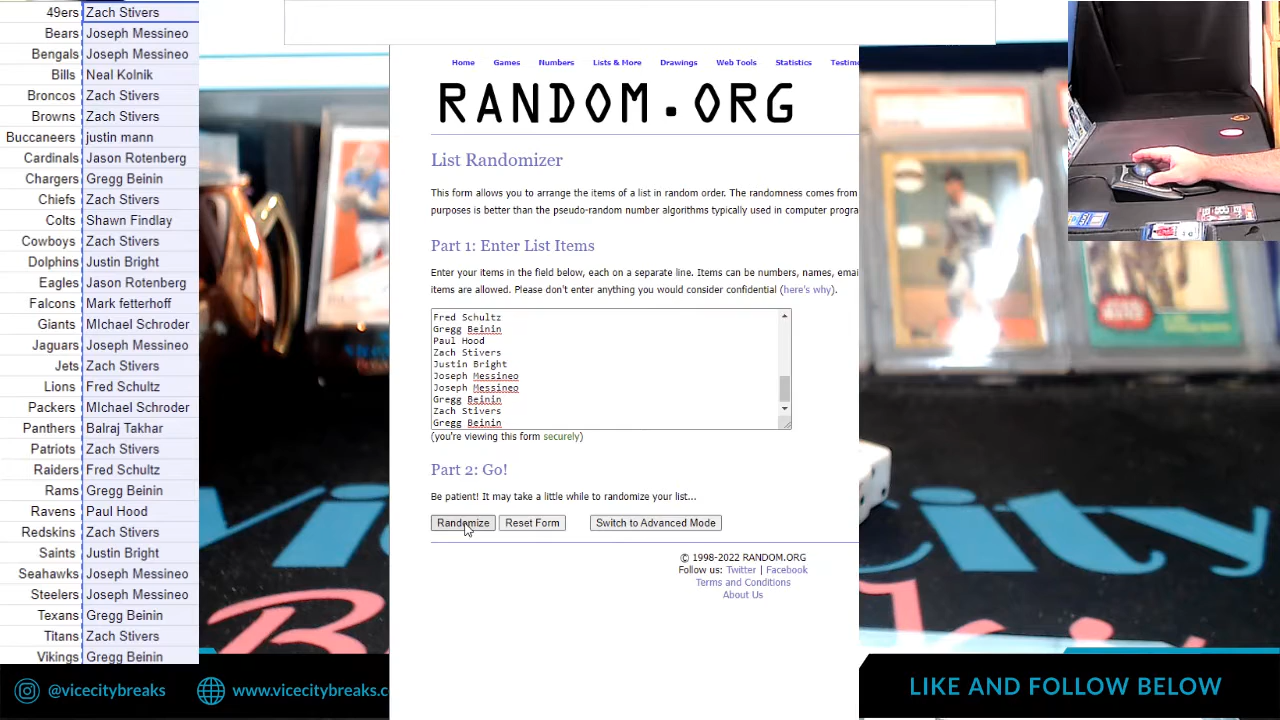 49ers Zach Stivers
Bears Joseph Messineo
Bengals Joseph Messineo
Bills Neal Kolnik
Broncos Zach Stivers
Browns Zach Stivers
Buccaneers justin mann
Cardinals Jason Rotenberg
Chargers Gregg Beinin
Chiefs Zach Stivers
Colts Shawn Findlay
Cowboys Zach Stivers
Dolphins Justin Bright
Eagles Jason Rotenberg
Falcons Mark fetterhoff
Giants MIchael Schroder
Jaguars Joseph Messineo
Jets Zach Stivers
Lions Fred Schultz
Packers MIchael Schroder
Panthers Balraj Takhar
Patriots Zach Stivers
Raiders Fred Schultz
Rams Gregg Beinin
Ravens Paul Hood
Redskins Zach Stivers
Saints Justin Bright
Seahawks Joseph Messineo
Steelers Joseph Messineo
Texans Gregg Beinin
Titans Zach Stivers
Vikings Gregg Beinin
Home Games Numbers Lists & More Drawings Web Tools Statistics Testimo
RANDOM.ORG
List Randomizer
This form allows you to arrange the items of a list in random order. The randomness comes from
purposes is better than the pseudo-random number algorithms typically used in computer progra
Part 1: Enter List Items
Enter your items in the field below, each on a separate line. Items can be numbers, names, emai
items are allowed. Please don't enter anything you would consider confidential (here's why).
Fred Schultz
Gregg Beinin
Paul Hood
Zach Stivers
Justin Bright
Joseph Messineo
Joseph Messineo
Gregg Beinin
Zach Stivers
Gregg Beinin
(you're viewing this form securely)
Part 2: Go!
Be patient! It may take a little while to randomize your list...
Randomize Reset Form Switch to Advanced Mode
© 1998-2022 RANDOM.ORG
Follow us: Twitter | Facebook
Terms and Conditions
About Us
@vicecitybreaks
www.vicecitybreaks.c
LIKE AND FOLLOW BELOW